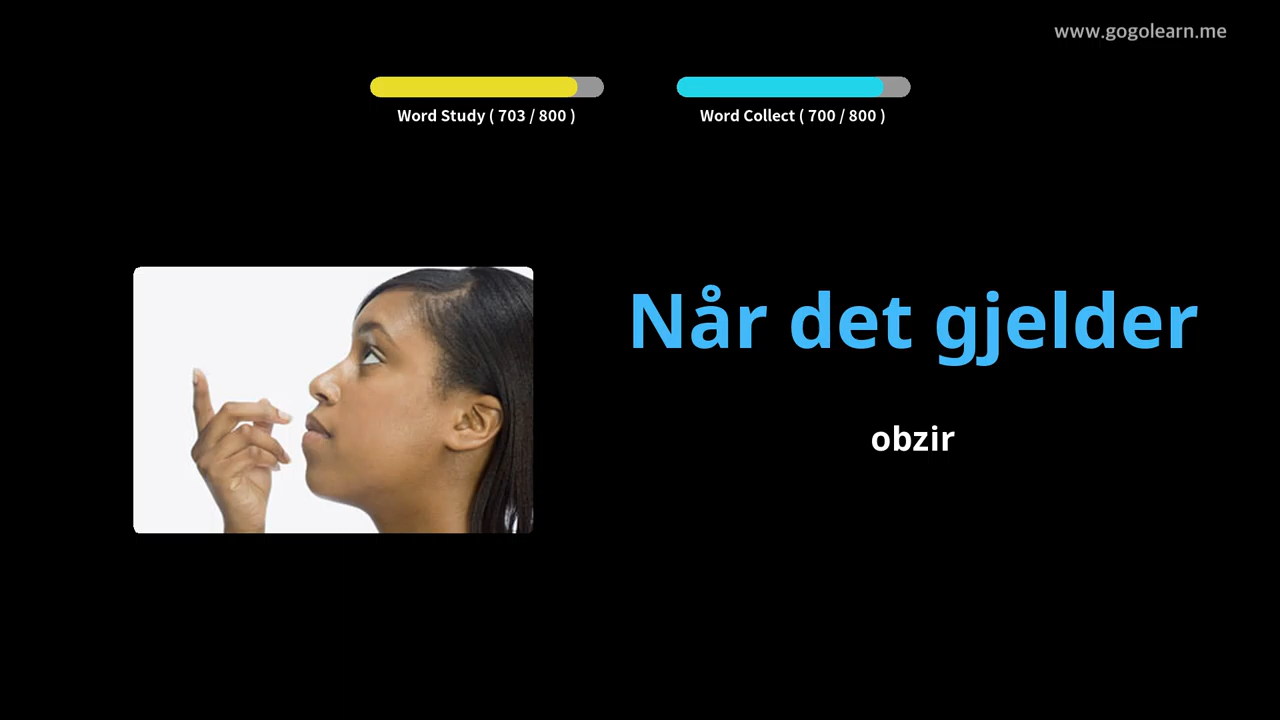 www.gogolearn.me
Word Study ( 703 / 800 )
Word Collect ( 700 / 800 )
Når det gjelder
obzir